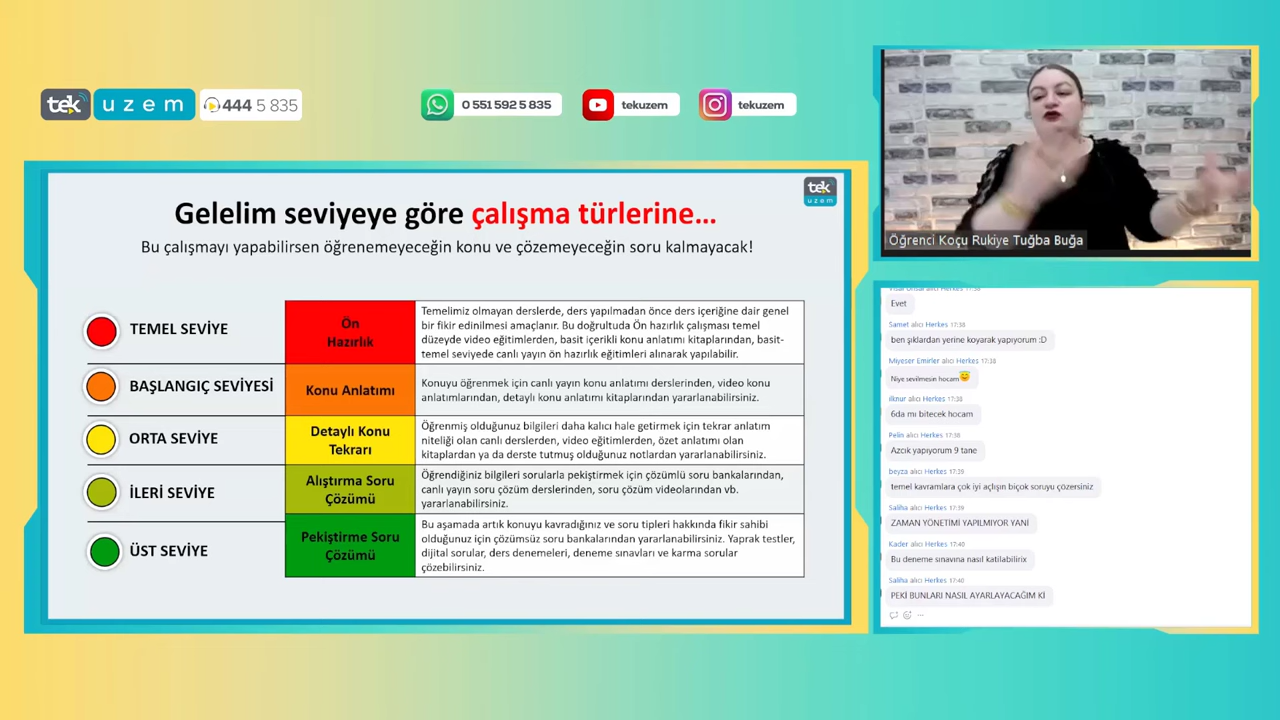 tek uzem 444 5 835
0 551 592 5 835
tekuzem
tekuzem
tek
uzem
Gelelim seviyeye göre çalışma türlerine...
Bu çalışmayı yapabilirsen öğrenemeyeceğin konu ve çözemeyeceğin soru kalmayacak!
TEMEL SEVİYE
Ön
Hazırlık
Temelimiz olmayan derslerde, ders yapılmadan önce ders içeriğine dair genel
bir fikir edinilmesi amaçlanır. Bu doğrultuda Ön hazırlık çalışması temel
düzeyde video eğitimlerden, basit içerikli konu anlatımı kitaplarından, basit-
temel seviyede canlı yayın ön hazırlık eğitimleri alınarak yapılabilir.
BAŞLANGIÇ SEVİYESİ
Konu Anlatımı
Konuyu öğrenmek için canlı yayın konu anlatımı derslerinden, video konu
anlatımlarından, detaylı konu anlatımı kitaplarından yararlanabilirsiniz.
ORTA SEVİYE
Detaylı Konu
Tekrarı
Öğrenmiş olduğunuz bilgileri daha kalıcı hale getirmek için tekrar anlatım
niteliği olan canlı derslerden, video eğitimlerden, özet anlatımı olan
kitaplardan ya da derste tutmuş olduğunuz notlardan yararlanabilirsiniz.
İLERİ SEVİYE
Alıştırma Soru
Çözümü
Öğrendiğiniz bilgileri sorularla pekiştirmek için çözümlü soru bankalarından,
canlı yayın soru çözüm derslerinden, soru çözüm videolarından vb.
yararlanabilirsiniz.
ÜST SEVİYE
Pekiştirme Soru
Çözümü
Bu aşamada artık konuyu kavradığınız ve soru tipleri hakkında fikir sahibi
olduğunuz için çözümsüz soru bankalarından yararlanabilirsiniz. Yaprak testler,
dijital sorular, ders denemeleri, deneme sınavları ve karma sorular
çözebilirsiniz.
Öğrenci Koçu Rukiye Tuğba Buğa
Evet
Samet alıcı Herkes 17:38
ben şıklardan yerine koyarak yapıyorum :D
Miyeser Emirler alıcı Herkes 17:38
Niye sevilmesin hocam😇
ilknur alıcı Herkes 17:38
6da mı bitecek hocam
Pelin alıcı Herkes 17:38
Azcık yapıyorum 9 tane
beyza alıcı Herkes 17:39
temel kavramlara çok iyi açlışın biçok soruyu çözersiniz
Saliha alıcı Herkes 17:39
ZAMAN YÖNETİMİ YAPILMIYOR YANİ
Kader alıcı Herkes 17:40
Bu deneme sınavına nasıl katilabilirix
Saliha alıcı Herkes 17:40
PEKİ BUNLARI NASIL AYARLAYACAĞIM Kİ